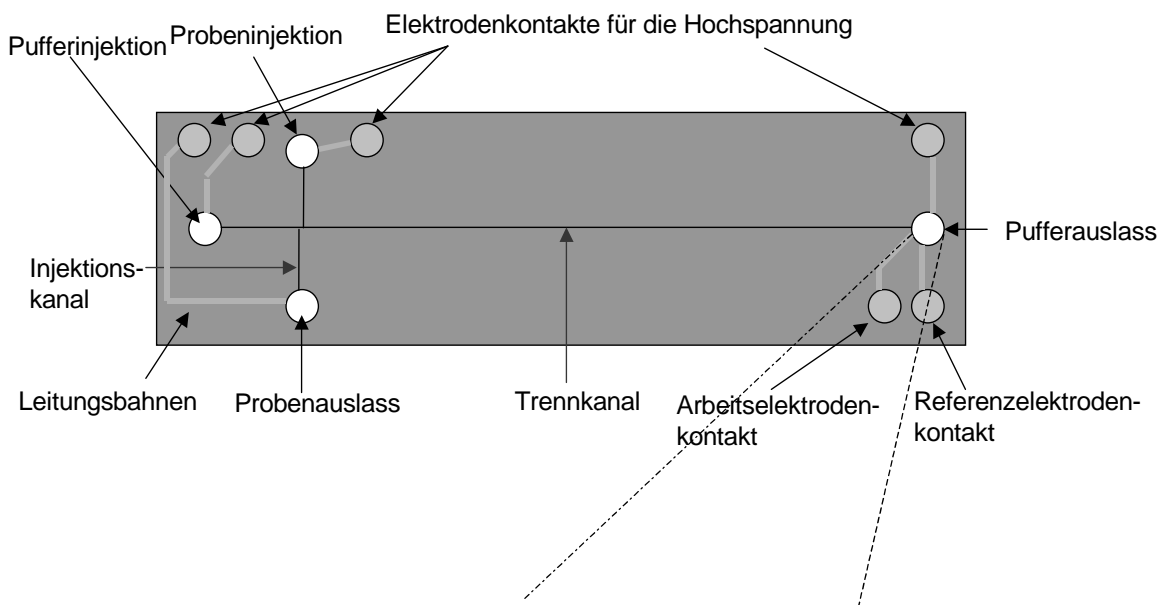 Elektrodenkontakte für die Hochspannung
Probeninjektion
Pufferinjektion
Pufferauslass
Injektions-
kanal
Leitungsbahnen
Probenauslass
Trennkanal
Arbeitselektroden-
kontakt
Referenzelektroden-
kontakt